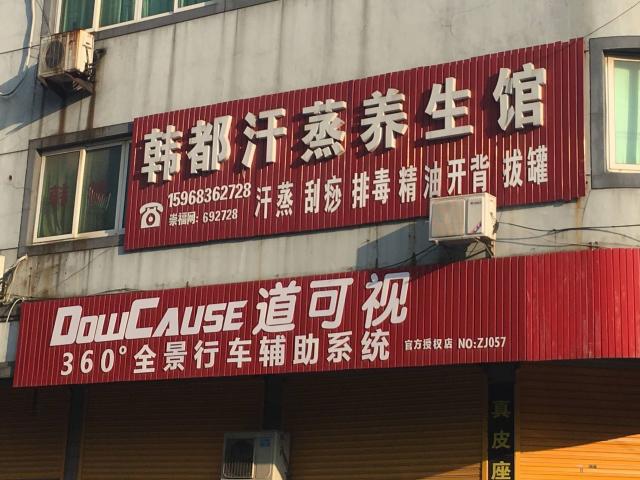 韩都汗蒸养生馆
15968362728
崇福网: 692728
汗蒸 刮痧 排毒 精油开背 拔罐
DOWCAUSE 道可视
360°全景行车辅助系统 官方授权店 NO:ZJ057
真皮座